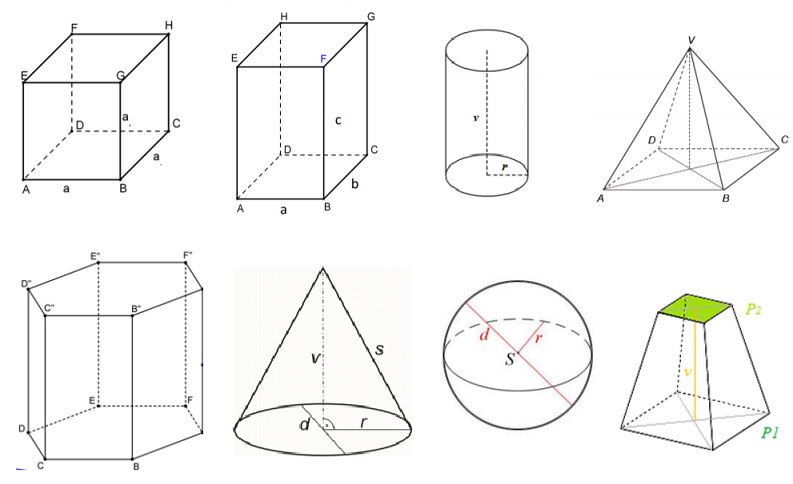 F H
E G
D a C
a
A a B
H G
E F
c
D C
b
A a B
v
r
V
D C
A B
E" F"
D" C" B"
E F
D
C B
v s
d r
d r
S
P2
v
P1